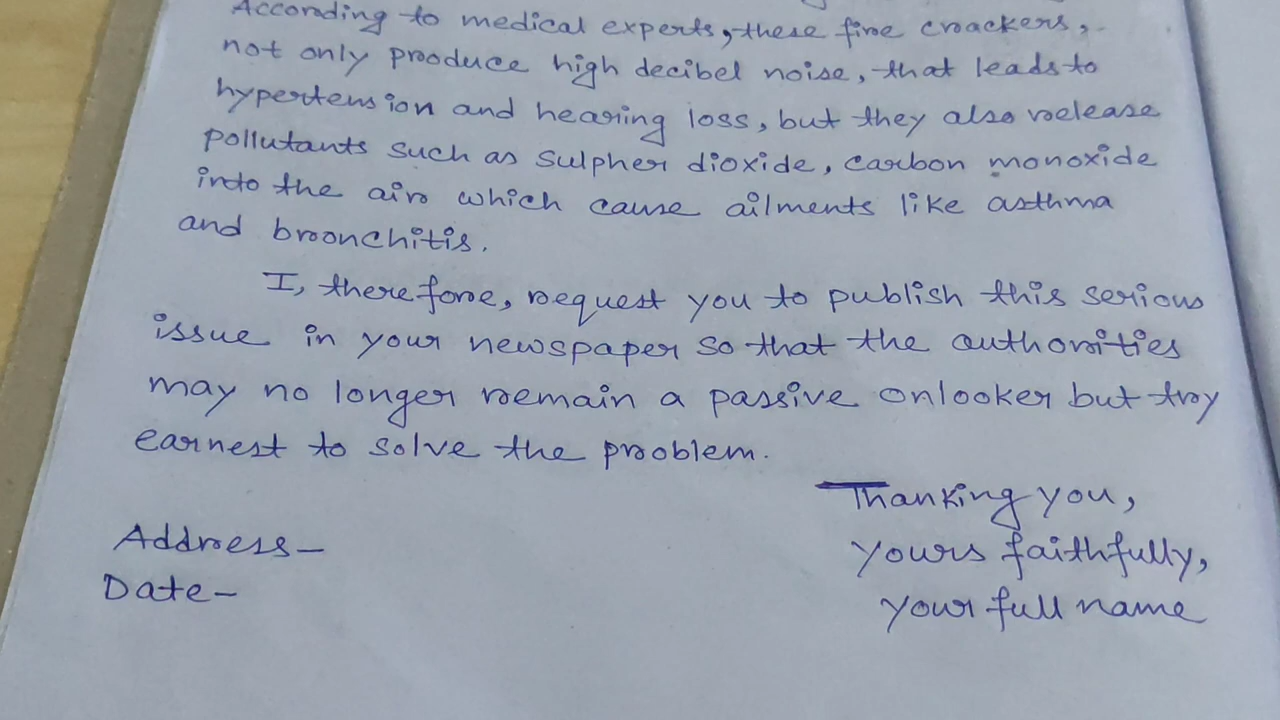 According to medical experts, these fire crackers,
not only produce high decibel noise, that leads to
hypertension and hearing loss, but they also release
pollutants such as sulpher dioxide, carbon monoxide
into the air which cause ailments like asthma
and bronchitis.
I, therefore, request you to publish this serious
issue in your newspaper so that the authorities
may no longer remain a passive onlooker but try
earnest to solve the problem.
Thanking you,
Address- yours faithfully,
Date- your full name